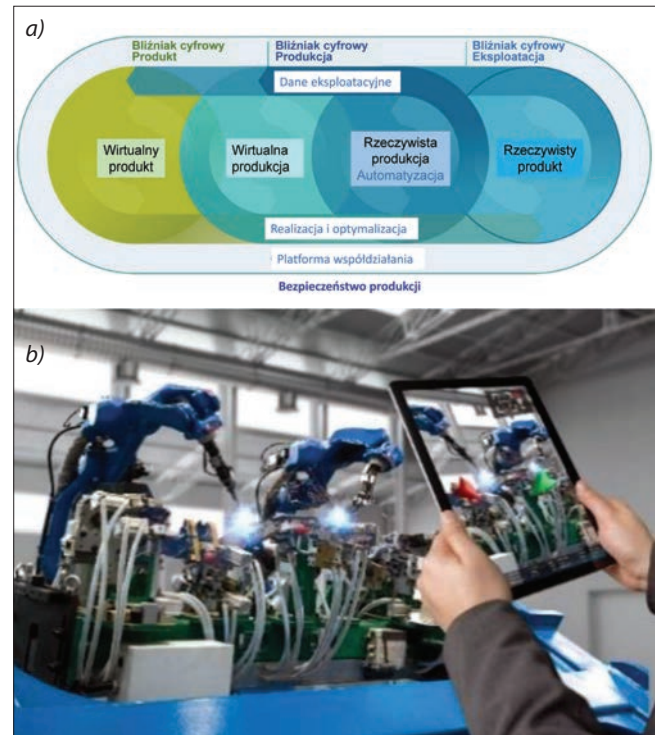 a)
Bliźniak cyfrowy
Produkt
Bliźniak cyfrowy
Produkcja
Bliźniak cyfrowy
Eksploatacja
Dane eksploatacyjne
Wirtualny
produkt
Wirtualna
produkcja
Rzeczywista
produkcja
Automatyzacja
Rzeczywisty
produkt
Realizacja i optymalizacja
Platforma współdziałania
Bezpieczeństwo produkcji
b)